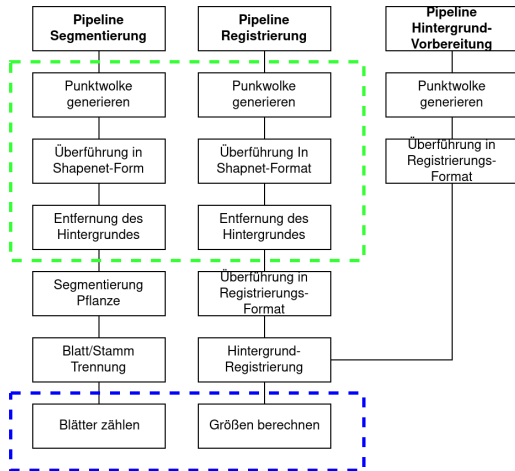 Pipeline
Segmentierung
Punktwolke
generieren
Überführung in
Shapenet-Form
Entfernung des
Hintergrundes
Segmentierung
Pflanze
Blatt/Stamm
Trennung
Blätter zählen
Pipeline
Registrierung
Punkwolke
generieren
Überführung In
Shapnet-Format
Entfernung des
Hintergrundes
Überführung in
Registrierungs-
Format
Hintergrund-
Registrierung
Größen berechnen
Pipeline
Hintergrund-
Vorbereitung
Punktwolke
generieren
Überführung in
Registrierungs-
Format